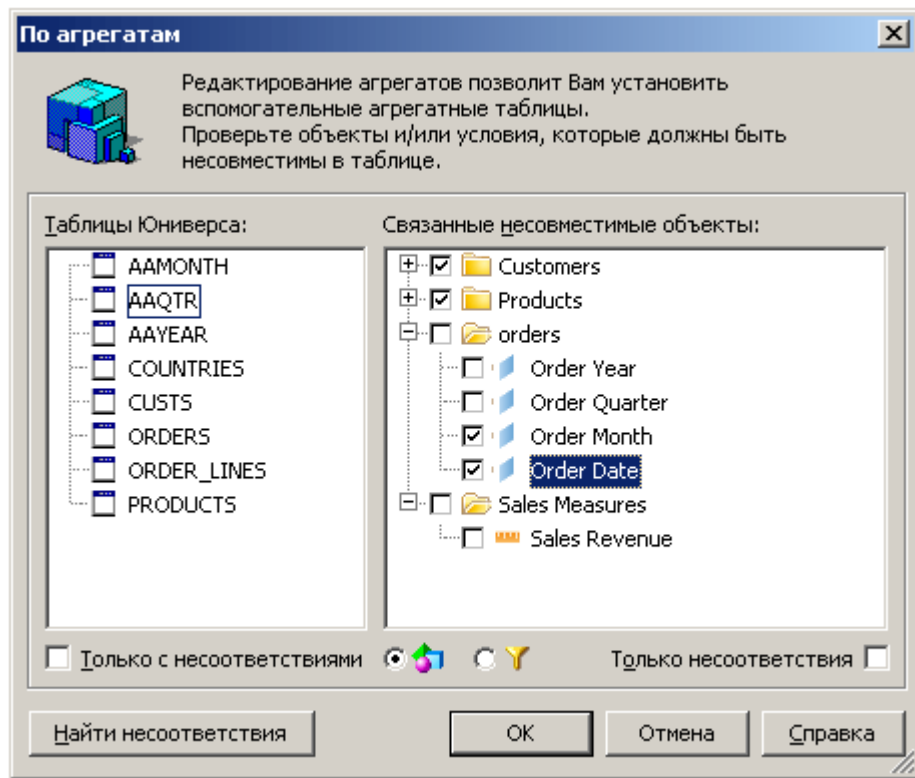 По агрегатам
Редактирование агрегатов позволит Вам установить
вспомогательные агрегатные таблицы.
Проверьте объекты и/или условия, которые должны быть
несовместимы в таблице.
Таблицы Юниверса:
AAMONTH
AAQTR
AAYEAR
COUNTRIES
CUSTS
ORDERS
ORDER_LINES
PRODUCTS
Связанные несовместимые объекты:
Customers
Products
orders
Order Year
Order Quarter
Order Month
Order Date
Sales Measures
Sales Revenue
Только с несоответствиями
Только несоответствия
Найти несоответствия
OK
Отмена
Справка